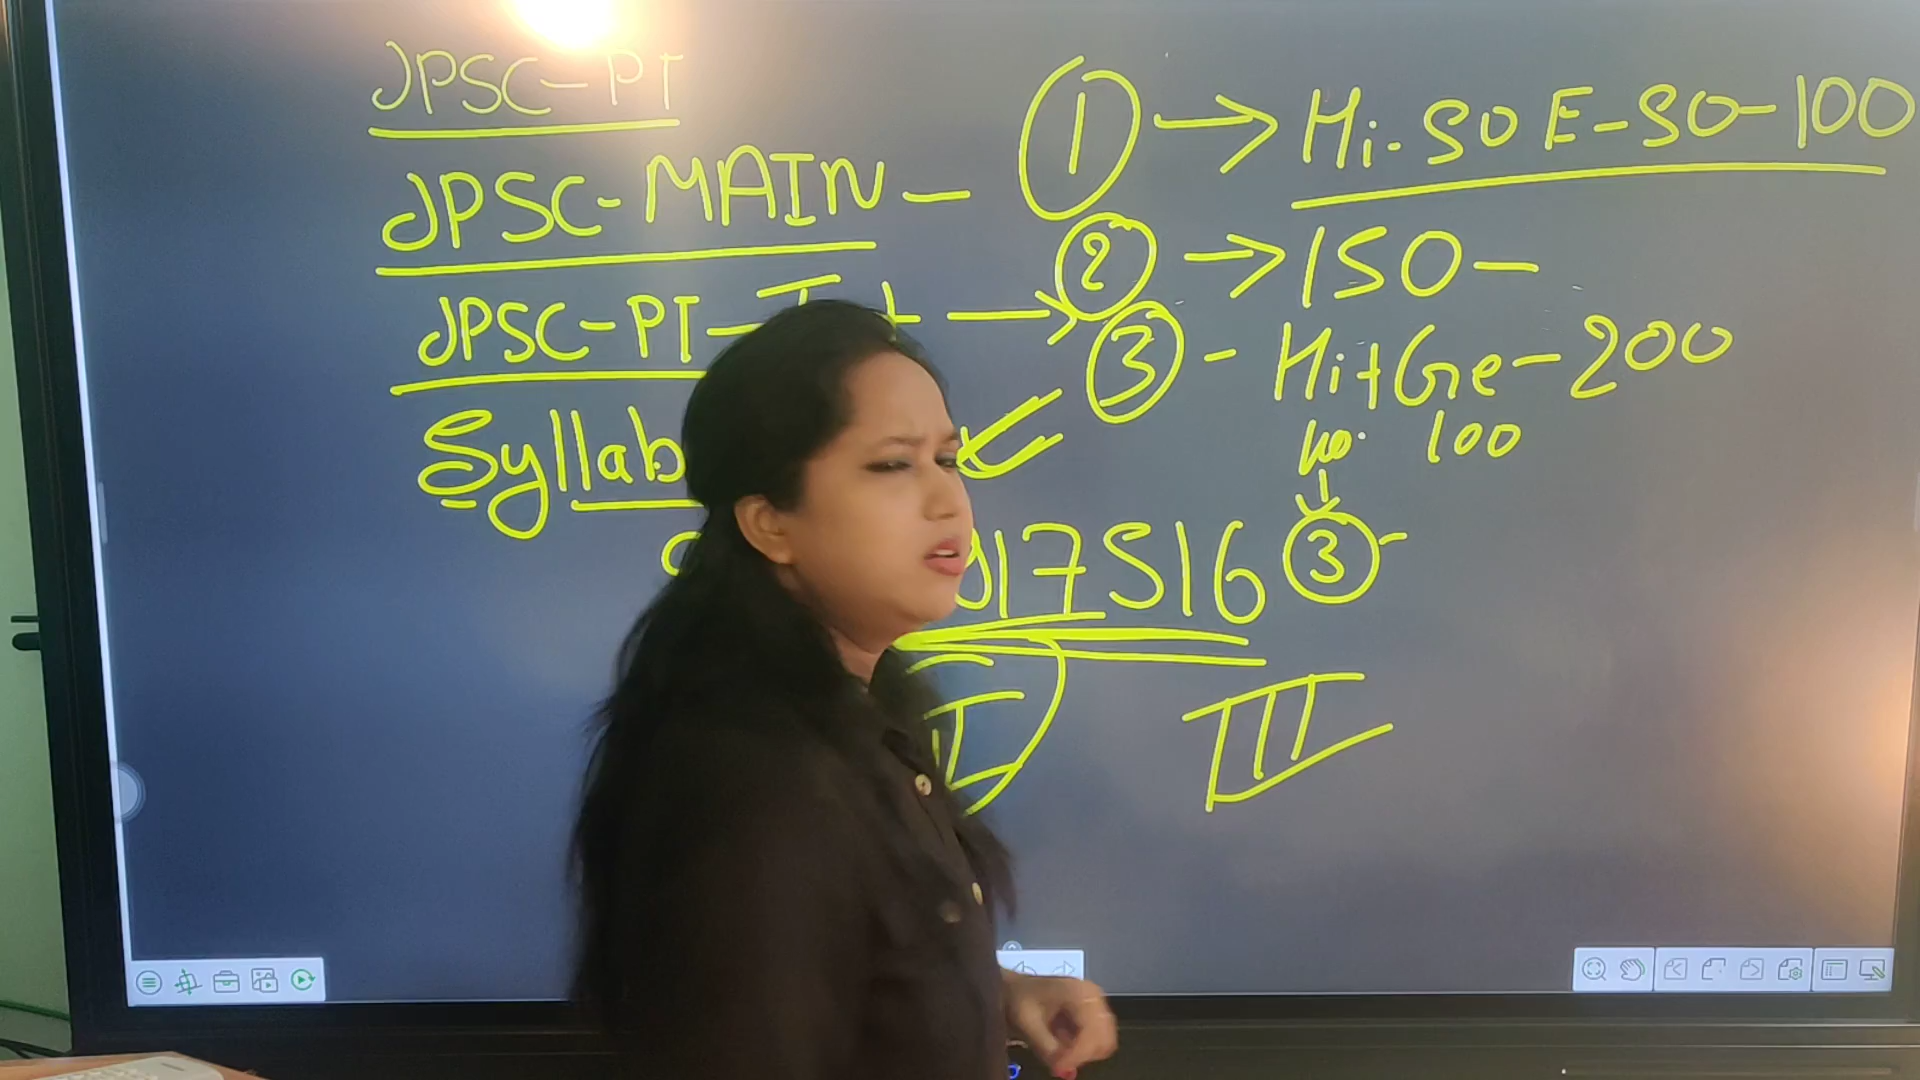 JPSC-PT
JPSC-MAIN - 1 → Hi-50 E-50-100
2 → 150 -
JPSC-PT- →
3 - Hi+Ge-200
100
Syllab
17516 3 -
I III